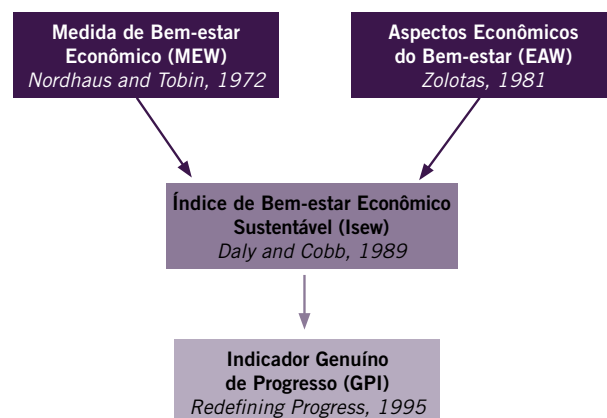 Medida de Bem-estar
Econômico (MEW)
Nordhaus and Tobin, 1972
Aspectos Econômicos
do Bem-estar (EAW)
Zolotas, 1981
Índice de Bem-estar Econômico
Sustentável (Isew)
Daly and Cobb, 1989
Indicador Genuíno
de Progresso (GPI)
Redefining Progress, 1995